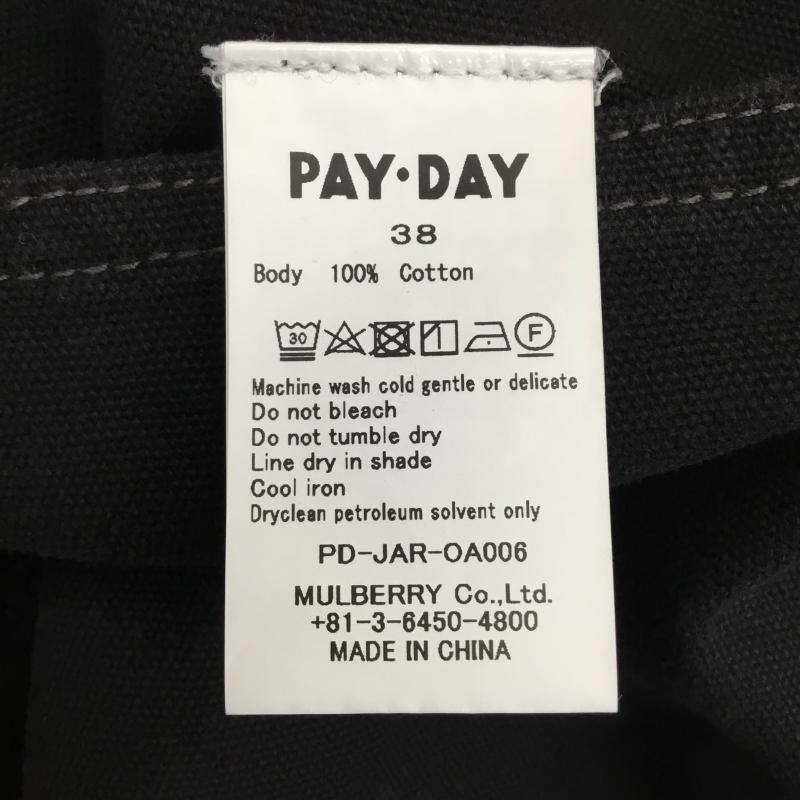 PAY·DAY
38
Body 100% Cotton
30 F
Machine wash cold gentle or delicate
Do not bleach
Do not tumble dry
Line dry in shade
Cool iron
Dryclean petroleum solvent only
PD-JAR-OA006
MULBERRY Co.,Ltd.
+81-3-6450-4800
MADE IN CHINA